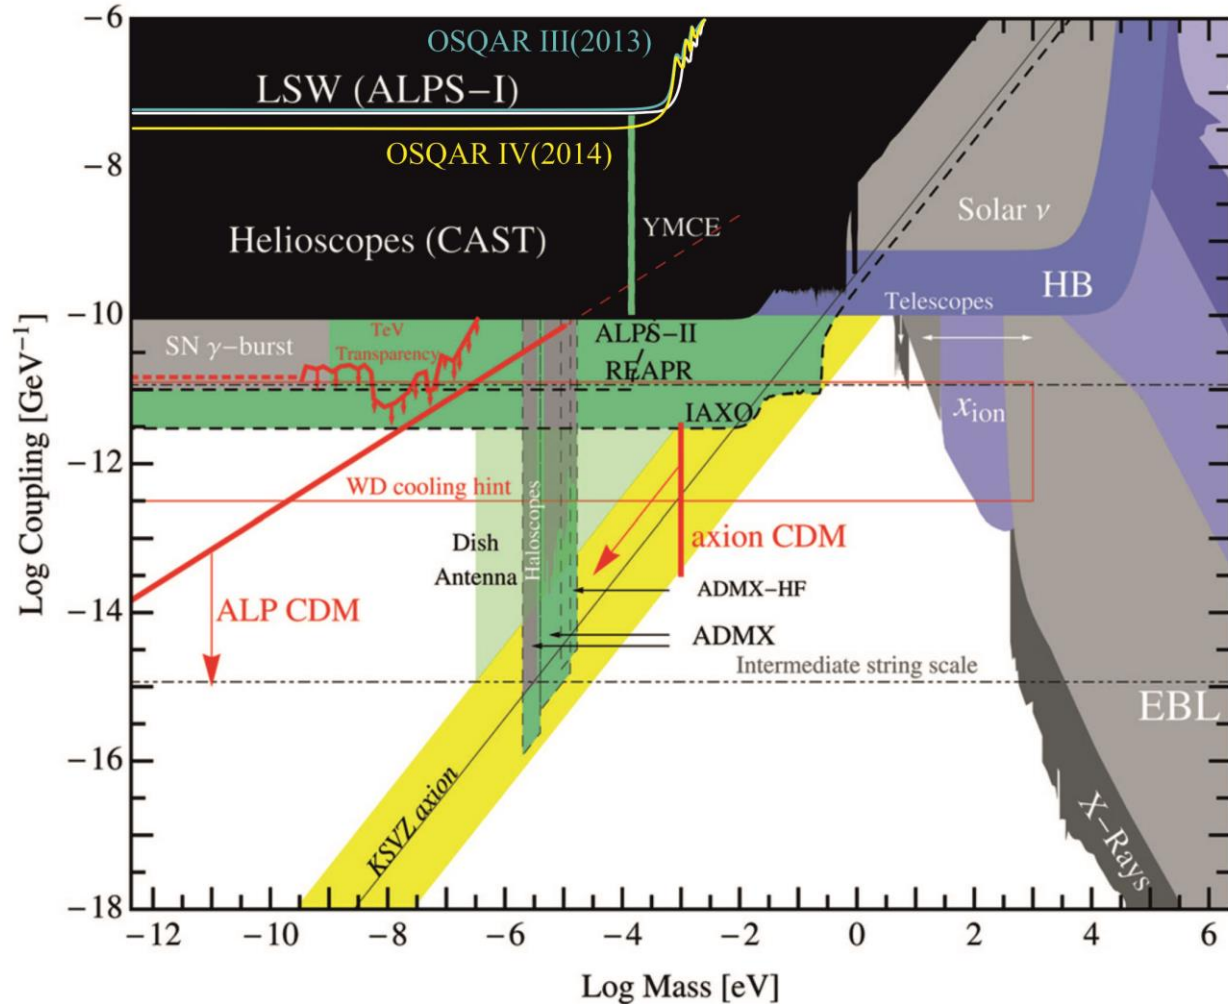 -6
OSQAR III(2013)
LSW (ALPS-I)
OSQAR IV(2014)
-8
Solar ν
Helioscopes (CAST)
YMCE
HB
Telescopes
-10
SN γ-burst
TeV
Transparency
ALPS-II
REAPR
IAXO
x_ion
-12
WD cooling hint
Haloscopes
Dish
Antenna
axion CDM
ADMX-HF
-14
ALP CDM
ADMX
Intermediate string scale
EBL
-16
KSVZ axion
X-Rays
-18
Log Coupling [GeV⁻¹]
-12
-10
-8
-6
-4
-2
0
2
4
6
Log Mass [eV]